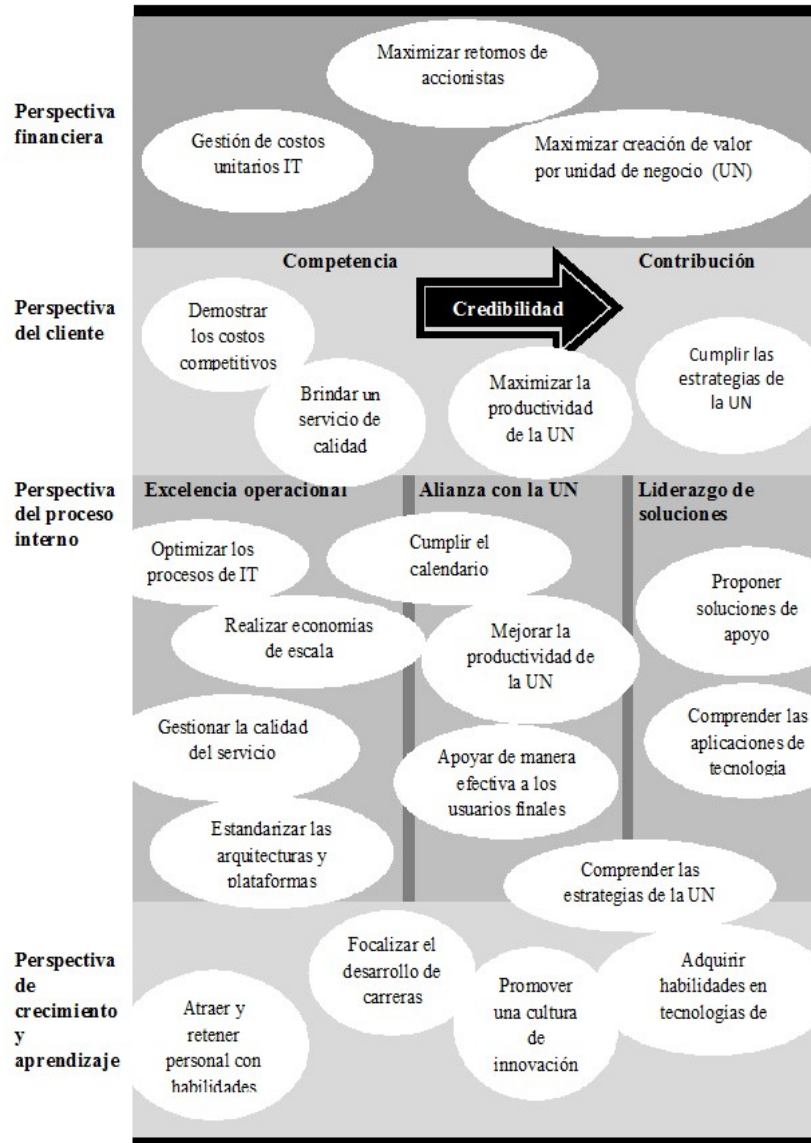 Perspectiva
financiera
Maximizar retornos de
accionistas
Gestión de costos
unitarios IT
Maximizar creación de valor
por unidad de negocio (UN)
Perspectiva
del cliente
Competencia
Contribución
Credibilidad
Demostrar
los costos
competitivos
Brindar un
servicio de
calidad
Maximizar la
productividad
de la UN
Cumplir las
estrategias de
la UN
Perspectiva
del proceso
interno
Excelencia operacional
Alianza con la UN
Liderazgo de
soluciones
Optimizar los
procesos de IT
Cumplir el
calendario
Proponer
soluciones de
apoyo
Realizar economías
de escala
Mejorar la
productividad de
la UN
Gestionar la calidad
del servicio
Apoyar de manera
efectiva a los
usuarios finales
Comprender las
aplicaciones de
tecnología
Estandarizar las
arquitecturas y
plataformas
Comprender las
estrategias de la UN
Perspectiva
de
crecimiento
y
aprendizaje
Atraer y
retener
personal con
habilidades
Focalizar el
desarrollo de
carreras
Promover
una cultura
de
innovación
Adquirir
habilidades en
tecnologías de